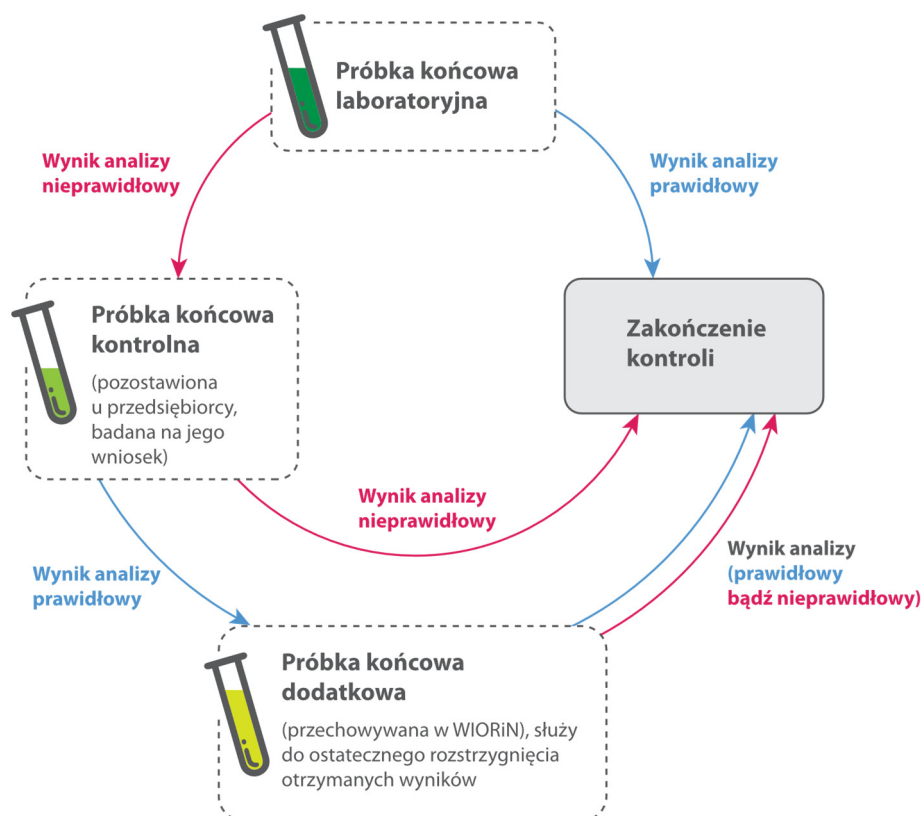 Próbka końcowa
laboratoryjna
Wynik analizy
nieprawidłowy
Wynik analizy
prawidłowy
Próbka końcowa
kontrolna
(pozostawiona
u przedsiębiorcy,
badana na jego
wniosek)
Zakończenie
kontroli
Wynik analizy
nieprawidłowy
Wynik analizy
(prawidłowy
bądź nieprawidłowy)
Wynik analizy
prawidłowy
Próbka końcowa
dodatkowa
(przechowywana w WIORiN), służy
do ostatecznego rozstrzygnięcia
otrzymanych wyników